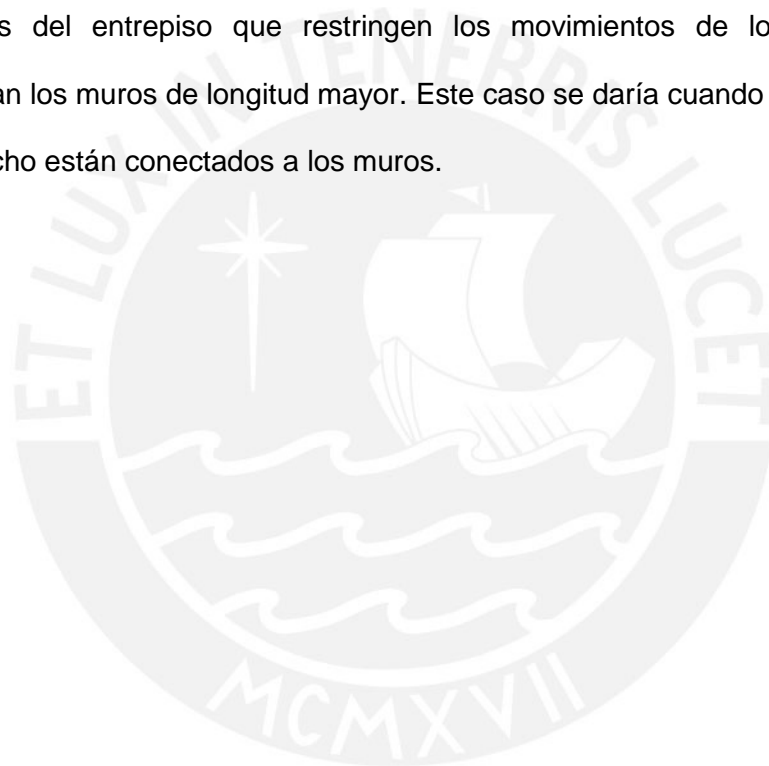 s del entrepiso que restringen los movimientos de lo
an los muros de longitud mayor. Este caso se daría cuando
cho están conectados a los muros.
ET LUX IN TENEBRIS LUCET
MCMXVII